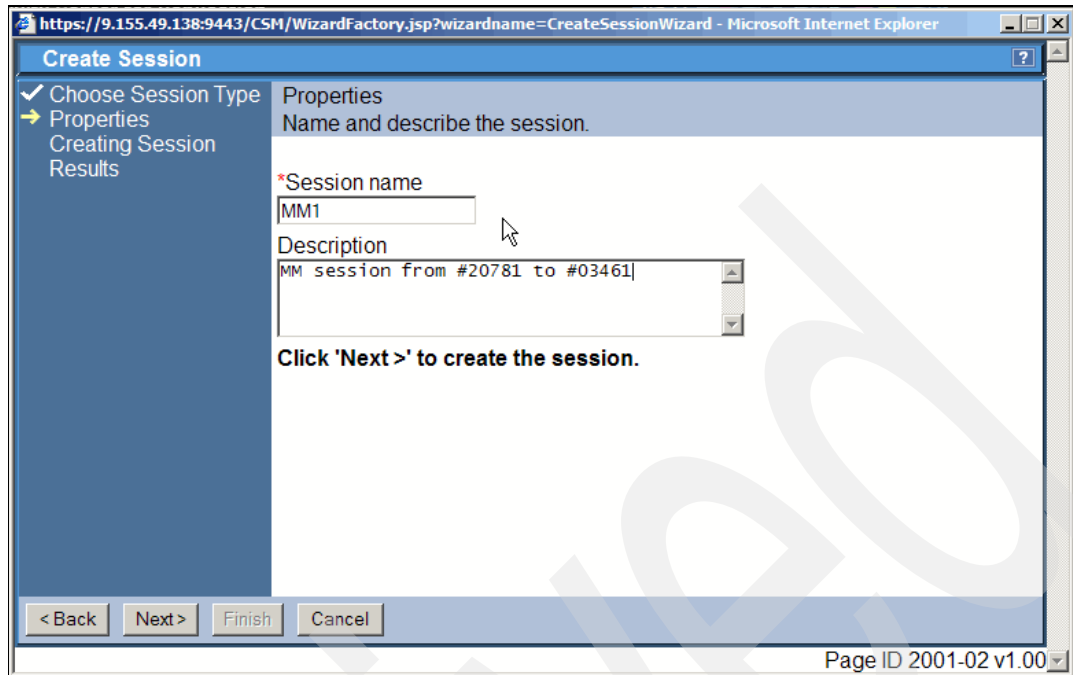 https://9.155.49.138:9443/CSM/WizardFactory.jsp?wizardname=CreateSessionWizard - Microsoft Internet Explorer
Create Session
?
Choose Session Type
Properties
Creating Session
Results
Properties
Name and describe the session.
*Session name
MM1
Description
MM session from #20781 to #03461
Click 'Next >' to create the session.
< Back
Next >
Finish
Cancel
Page ID 2001-02 v1.00